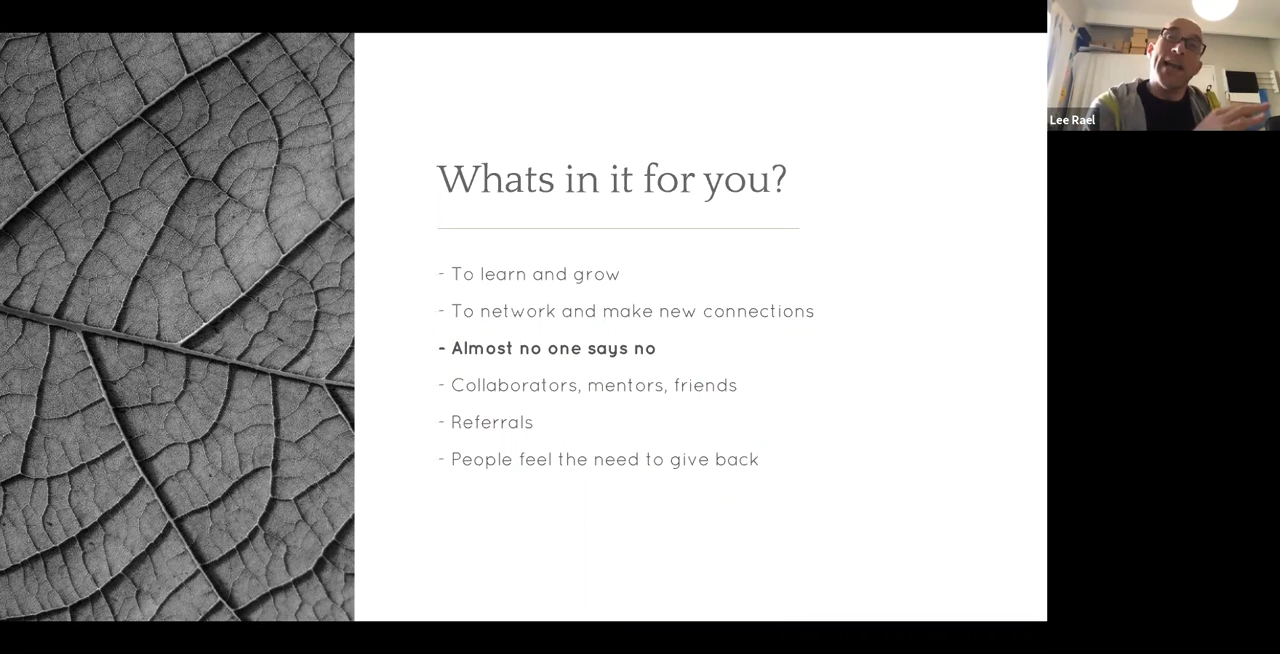 Whats in it for you?
- To learn and grow
- To network and make new connections
- Almost no one says no
- Collaborators, mentors, friends
- Referrals
- People feel the need to give back
Lee Rael